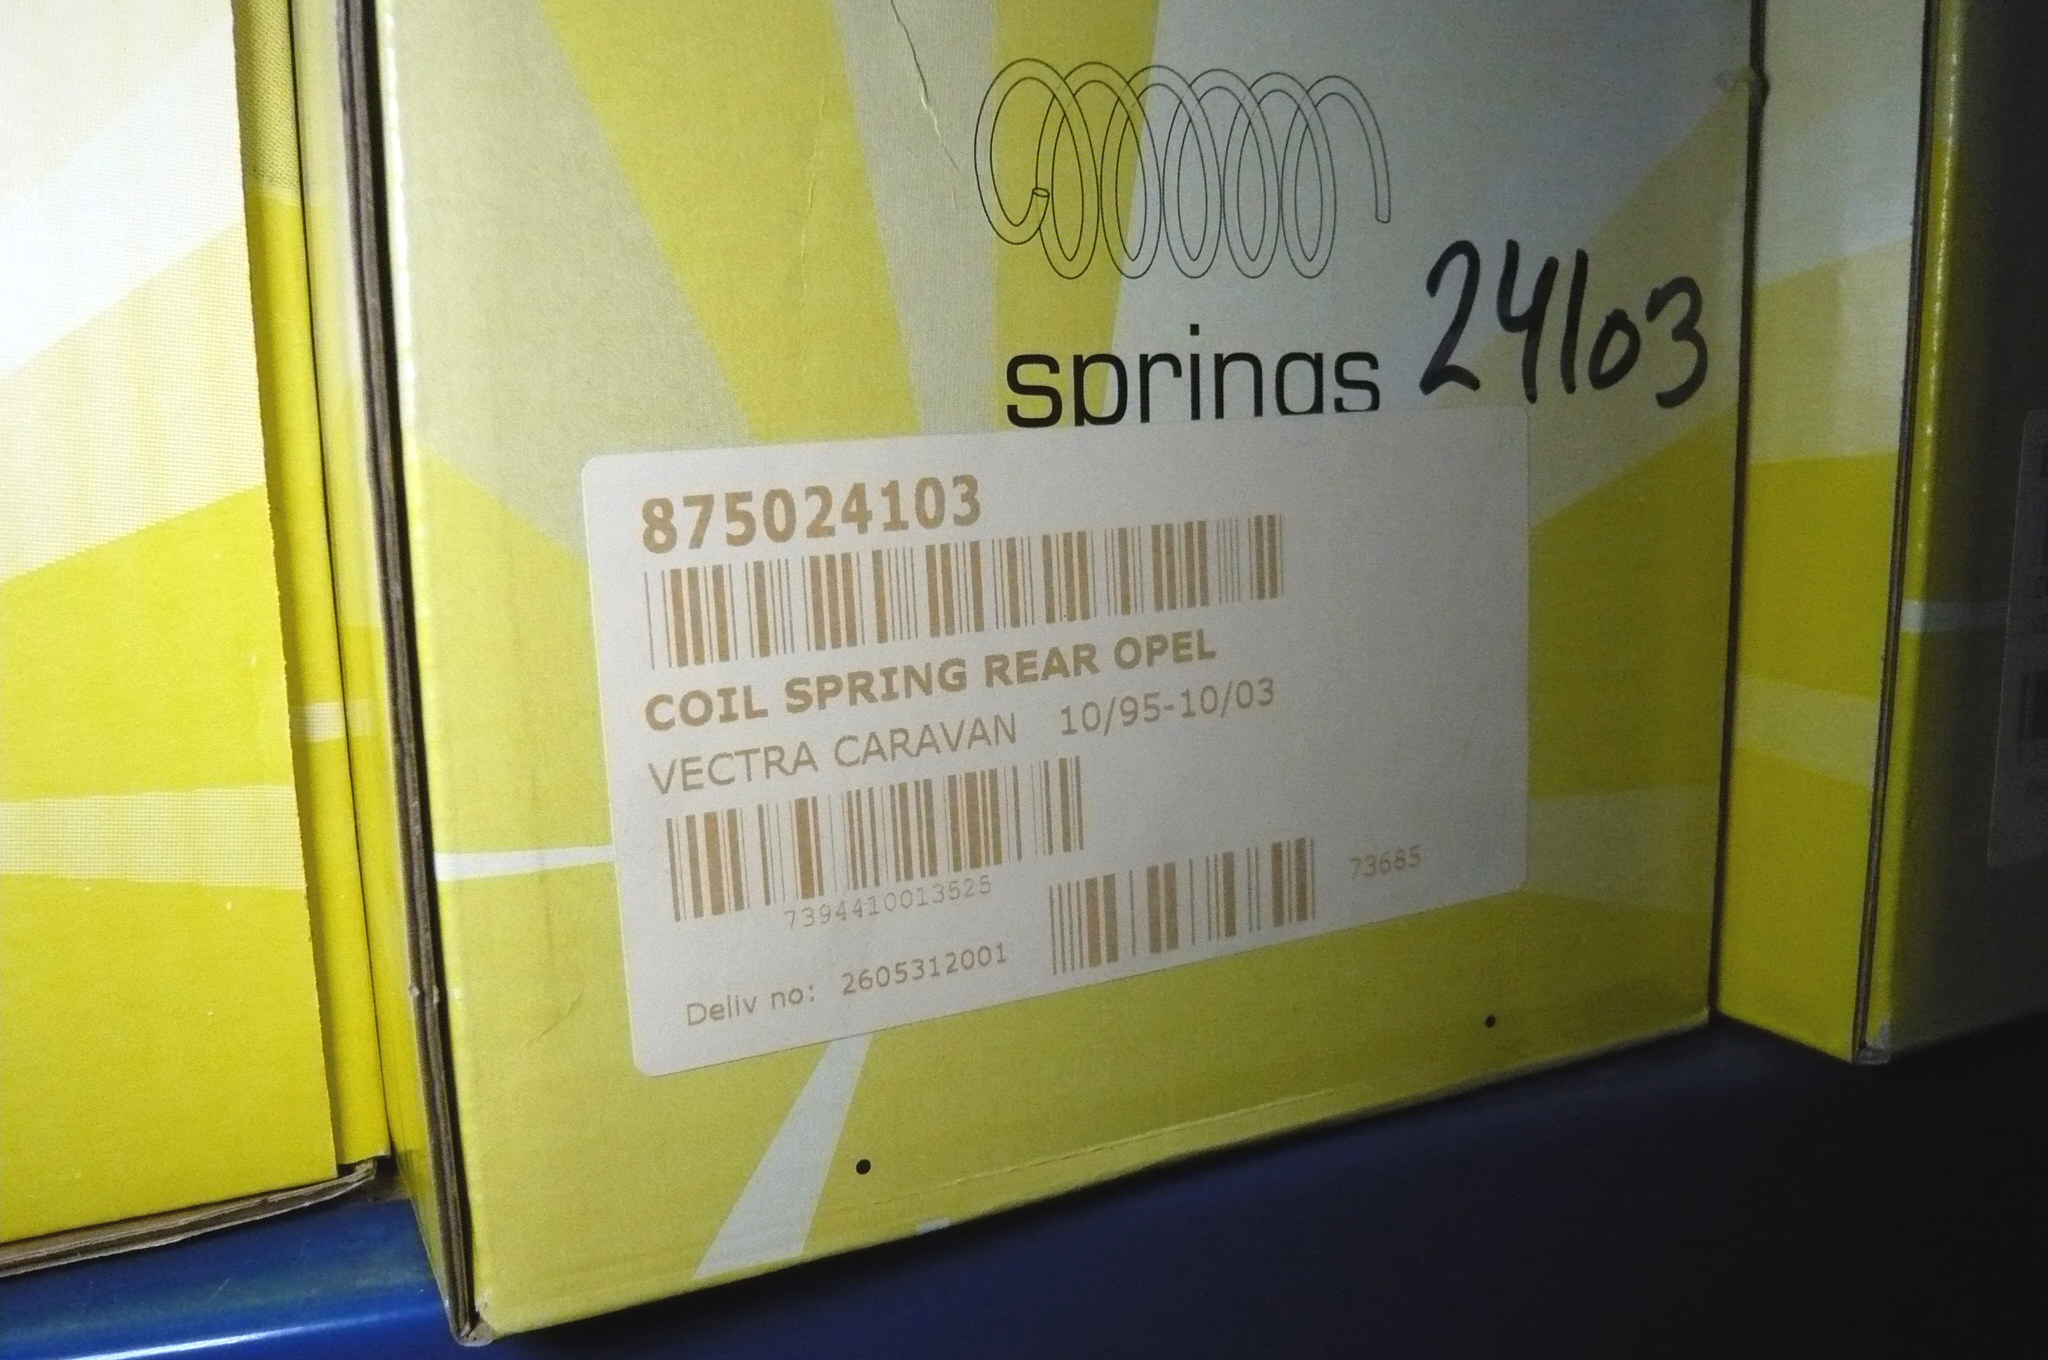 springs
24103
875024103
COIL SPRING REAR OPEL
VECTRA CARAVAN 10/95-10/03
7394410013525
73685
Deliv no: 2605312001